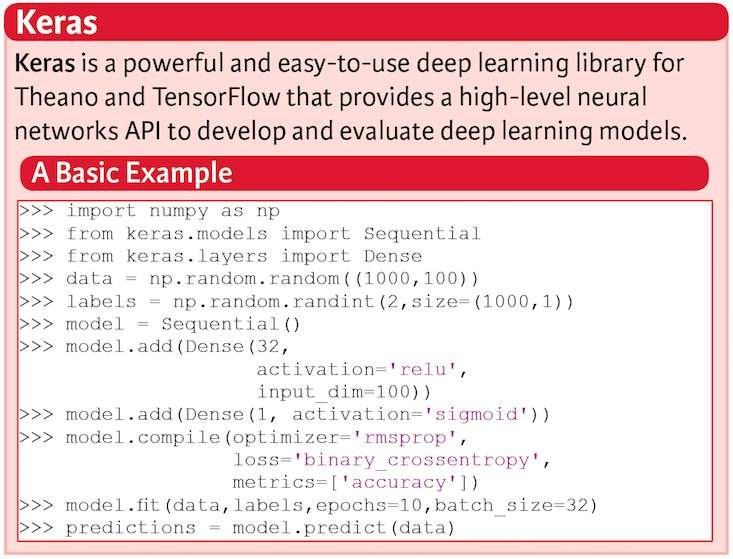 Keras
Keras is a powerful and easy-to-use deep learning library for
Theano and TensorFlow that provides a high-level neural
networks API to develop and evaluate deep learning models.
A Basic Example
>>> import numpy as np
>>> from keras.models import Sequential
>>> from keras.layers import Dense
>>> data = np.random.random((1000,100))
>>> labels = np.random.randint(2,size=(1000,1))
>>> model = Sequential()
>>> model.add(Dense(32,
activation='relu',
input_dim=100))
>>> model.add(Dense(1, activation='sigmoid'))
>>> model.compile(optimizer='rmsprop',
loss='binary_crossentropy',
metrics=['accuracy'])
>>> model.fit(data,labels,epochs=10,batch_size=32)
>>> predictions = model.predict(data)